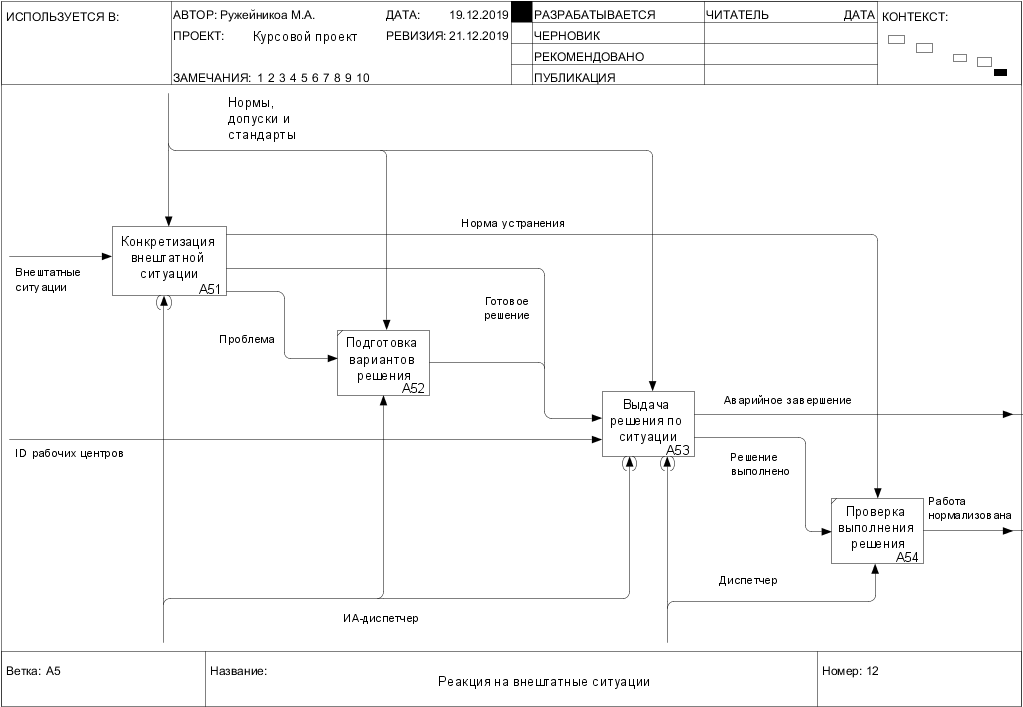 ИСПОЛЬЗУЕТСЯ В:
АВТОР: Ружейникоа М.А.
ДАТА: 19.12.2019
РАЗРАБАТЫВАЕТСЯ
ЧИТАТЕЛЬ
ДАТА
КОНТЕКСТ:
ПРОЕКТ: Курсовой проект
РЕВИЗИЯ: 21.12.2019
ЧЕРНОВИК
РЕКОМЕНДОВАНО
ЗАМЕЧАНИЯ: 1 2 3 4 5 6 7 8 9 10
ПУБЛИКАЦИЯ
Нормы,
допуски и
стандарты
Норма устранения
Конкретизация
внештатной
ситуации
A51
Внештатные
ситуации
Готовое
решение
Проблема
Подготовка
вариантов
решения
A52
Выдача
решения по
ситуации
A53
Аварийное завершение
ID рабочих центров
Решение
выполнено
Работа
нормализована
Проверка
выполнения
решения
A54
Диспетчер
ИА-диспетчер
Ветка: A5
Название:
Реакция на внештатные ситуации
Номер: 12